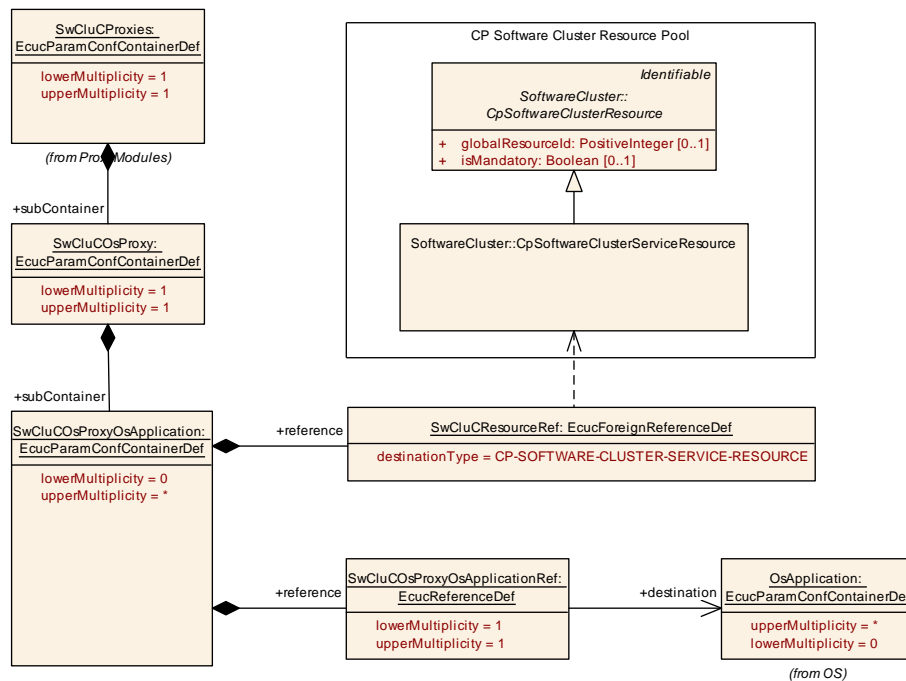 SwCluCProxies:
EcucParamConfContainerDef
lowerMultiplicity = 1
upperMultiplicity = 1
(from Proxy Modules)
+subContainer
SwCluCOsProxy:
EcucParamConfContainerDef
lowerMultiplicity = 1
upperMultiplicity = 1
+subContainer
SwCluCOsProxyOsApplication:
EcucParamConfContainerDef
lowerMultiplicity = 0
upperMultiplicity = *
CP Software Cluster Resource Pool
Identifiable
SoftwareCluster::
CpSoftwareClusterResource
+ globalResourceId: PositiveInteger [0..1]
+ isMandatory: Boolean [0..1]
SoftwareCluster::CpSoftwareClusterServiceResource
+reference
SwCluCResourceRef: EcucForeignReferenceDef
destinationType = CP-SOFTWARE-CLUSTER-SERVICE-RESOURCE
+reference
SwCluCOsProxyOsApplicationRef:
EcucReferenceDef
lowerMultiplicity = 1
upperMultiplicity = 1
+destination
OsApplication:
EcucParamConfContainerDe
upperMultiplicity = *
lowerMultiplicity = 0
(from OS)